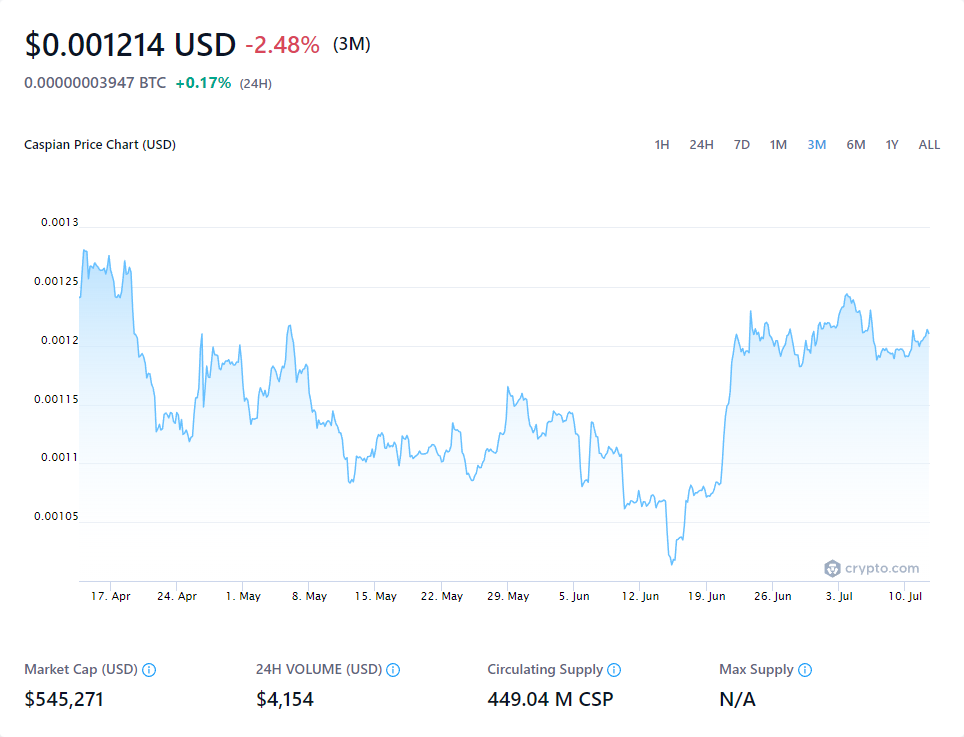 $0.001214 USD -2.48% (3M)
0.00000003947 BTC +0.17% (24H)
Caspian Price Chart (USD)
1H 24H 7D 1M 3M 6M 1Y ALL
0.0013
0.00125
0.0012
0.00115
0.0011
0.00105
crypto.com
17. Apr 24. Apr 1. May 8. May 15. May 22. May 29. May 5. Jun 12. Jun 19. Jun 26. Jun 3. Jul 10. Jul
Market Cap (USD) 24H VOLUME (USD) Circulating Supply Max Supply
$545,271 $4,154 449.04 M CSP N/A